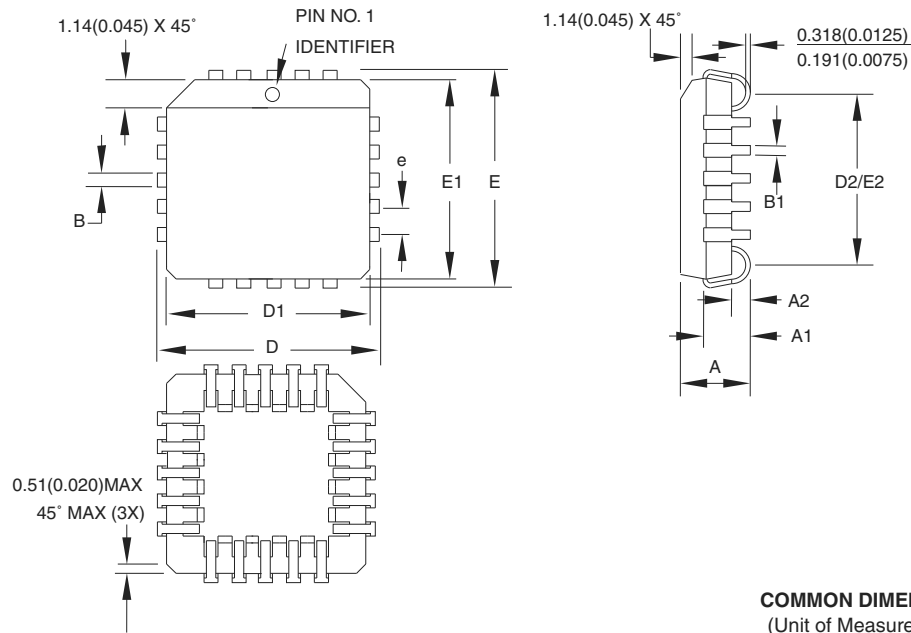 1.14(0.045) X 45˚
PIN NO. 1
IDENTIFIER
1.14(0.045) X 45˚
0.318(0.0125)
0.191(0.0075)
e
E1
E
B
B1
D2/E2
D1
D
A2
A1
A
0.51(0.020)MAX
45˚ MAX (3X)
COMMON DIME
(Unit of Measure